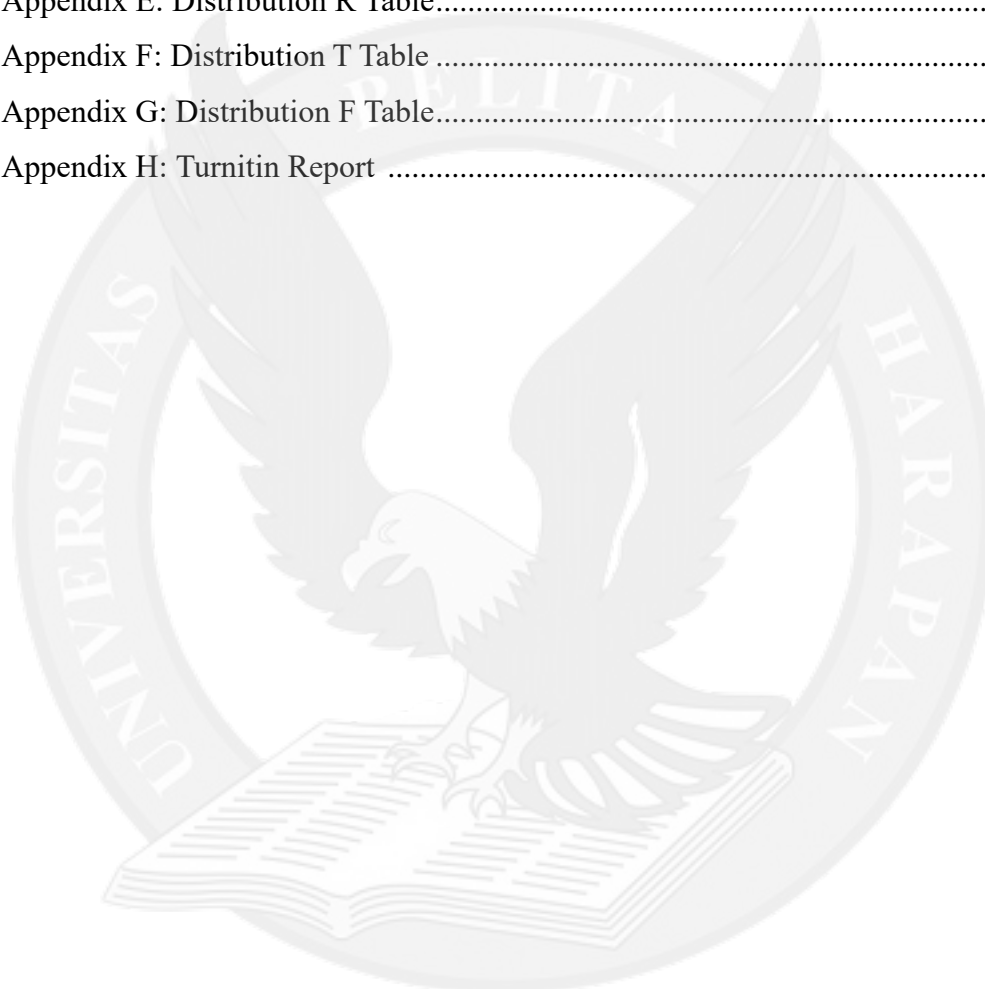 Appendix E: Distribution R Table........................................................................
Appendix F: Distribution T Table ........................................................................
Appendix G: Distribution F Table........................................................................
Appendix H: Turnitin Report ..............................................................................
UNIVERSITAS PELITA HARAPAN